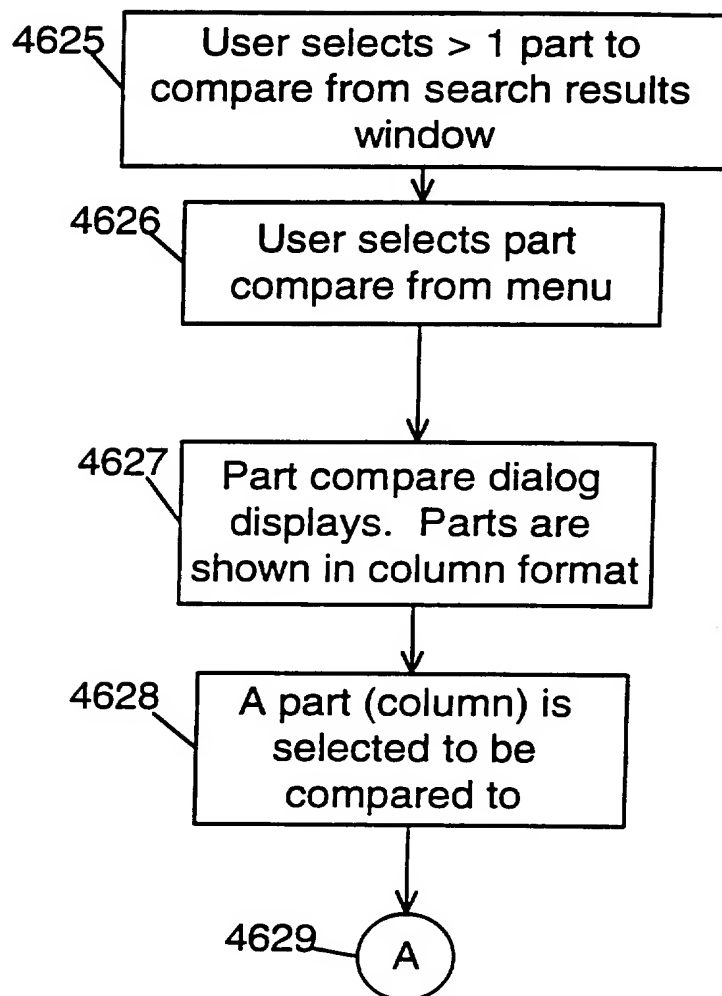 4625
User selects > 1 part to
compare from search results
window
4626
User selects part
compare from menu
4627
Part compare dialog
displays. Parts are
shown in column format
4628
A part (column) is
selected to be
compared to
4629
A